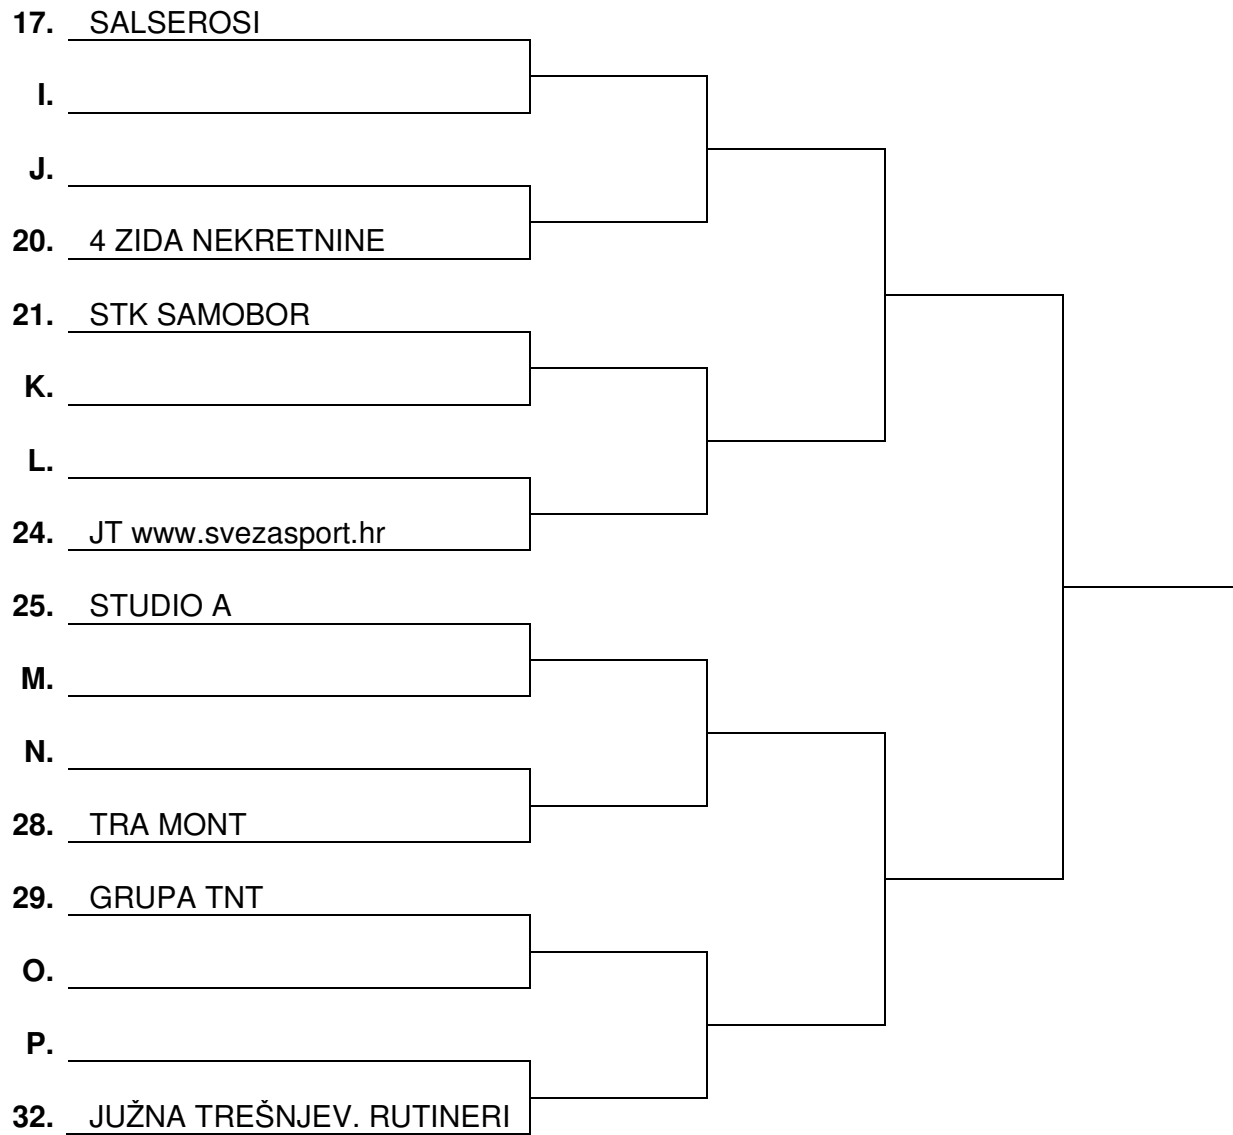 17. SALSEROSI
I.
J.
20. 4 ZIDA NEKRETNINE
21. STK SAMOBOR
K.
L.
24. JT www.svezasport.hr
25. STUDIO A
M.
N.
28. TRA MONT
29. GRUPA TNT
O.
P.
32. JUŽNA TREŠNJEV. RUTINERI